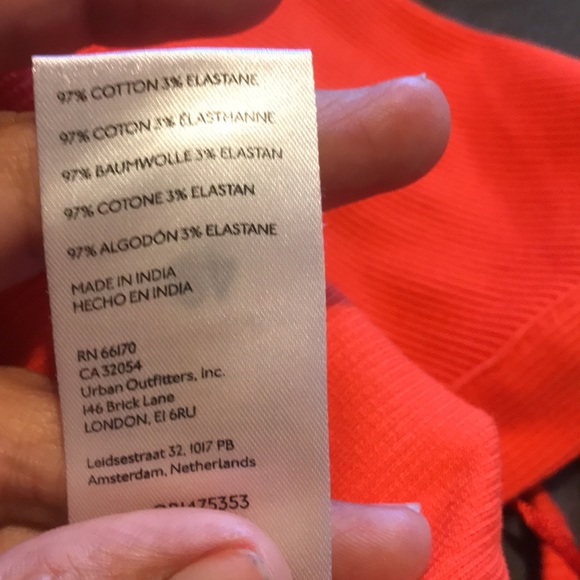 97% COTTON 3% ELASTANE
97% COTON 3% ÉLASTHANNE
97% BAUMWOLLE 3% ELASTAN
97% COTONE 3% ELASTAN
97% ALGODÓN 3% ELASTANE
MADE IN INDIA
HECHO EN INDIA
RN 66170
CA 32054
Urban Outfitters, Inc.
146 Brick Lane
LONDON, E1 6RU
Leidsestraat 32, 1017 PB
Amsterdam, Netherlands